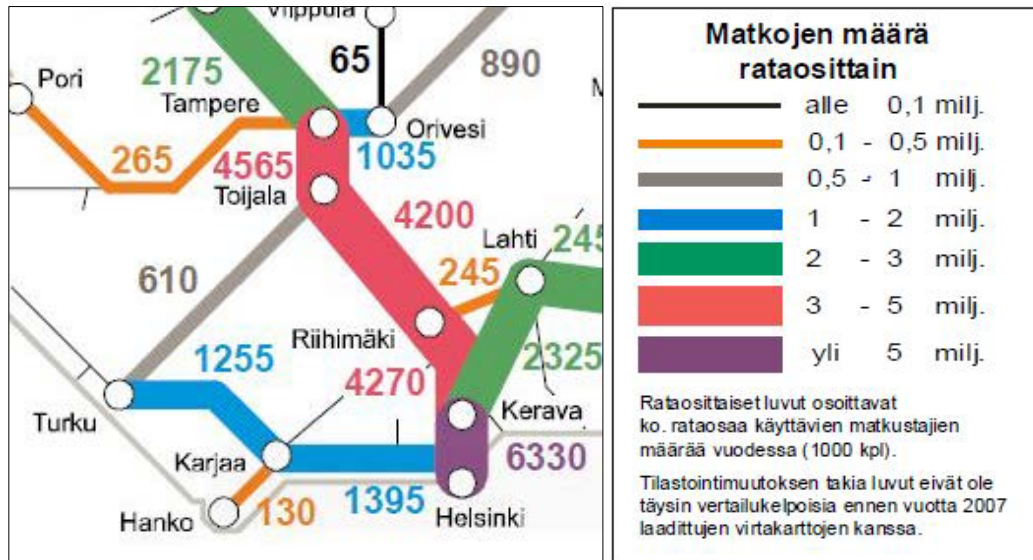 Vilppula
890
65
2175
Pori
Tampere
Orivesi
265
4565
1035
Toijala
4200
Lahti
245
245
610
Riihimäki
1255
2325
4270
Turku
Kerava
Karjaa
6330
1395
Hanko
130
Helsinki
Matkojen määrä
rataosittain
alle 0,1 milj.
0,1 - 0,5 milj.
0,5 - 1 milj.
1 - 2 milj.
2 - 3 milj.
3 - 5 milj.
yli 5 milj.
Rataosittaiset luvut osoittavat
ko. rataosaa käyttävien matkustajien
määrää vuodessa (1000 kpl).
Tilastointimuutoksen takia luvut eivät ole
täysin vertailukelpoisia ennen vuotta 2007
laadittujen virtakarttojen kanssa.